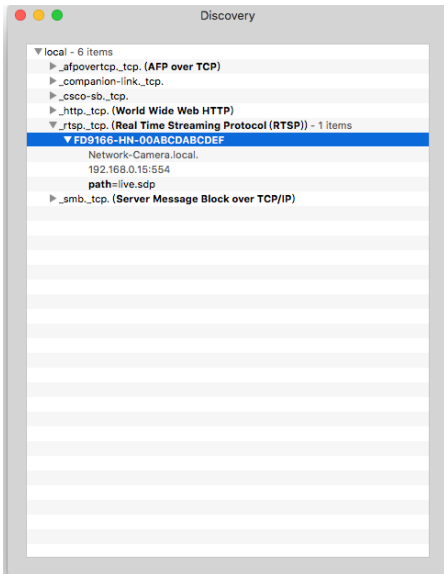 Discovery
local - 6 items
_afpovertcp._tcp. (AFP over TCP)
_companion-link._tcp.
_csco-sb._tcp.
_http._tcp. (World Wide Web HTTP)
_rtsp._tcp. (Real Time Streaming Protocol (RTSP)) - 1 items
FD9166-HN-00ABCDABCDEF
Network-Camera.local.
192.168.0.15:554
path=live.sdp
_smb._tcp. (Server Message Block over TCP/IP)